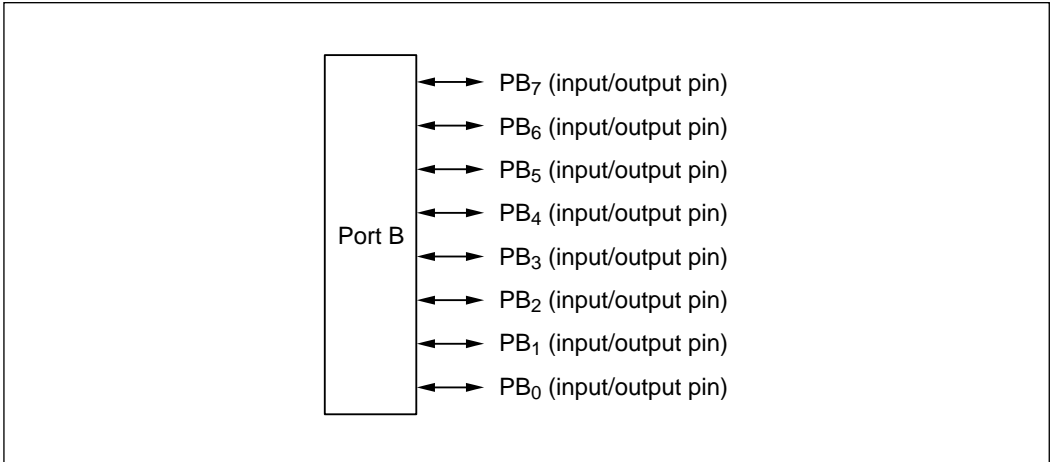 PB₇ (input/output pin)
PB₆ (input/output pin)
PB₅ (input/output pin)
PB₄ (input/output pin)
Port B
PB₃ (input/output pin)
PB₂ (input/output pin)
PB₁ (input/output pin)
PB₀ (input/output pin)